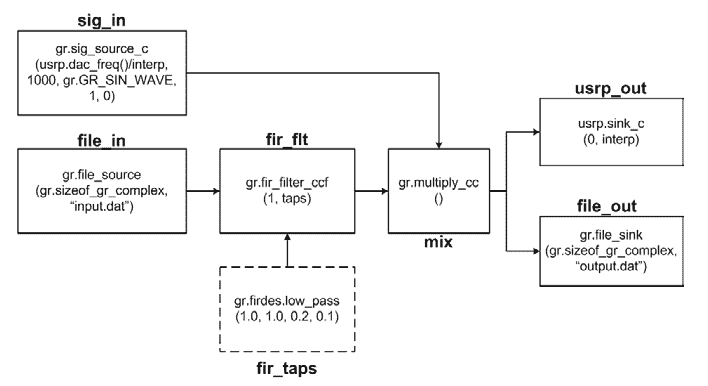 sig_in
gr.sig_source_c
(usrp.dac_freq()/interp,
1000, gr.GR_SIN_WAVE,
1, 0)
file_in
gr.file_source
(gr.sizeof_gr_complex,
"input.dat")
fir_flt
gr.fir_filter_ccf
(1, taps)
gr.firdes.low_pass
(1.0, 1.0, 0.2, 0.1)
fir_taps
gr.multiply_cc
()
mix
usrp_out
usrp.sink_c
(0, interp)
file_out
gr.file_sink
(gr.sizeof_gr_complex,
"output.dat")